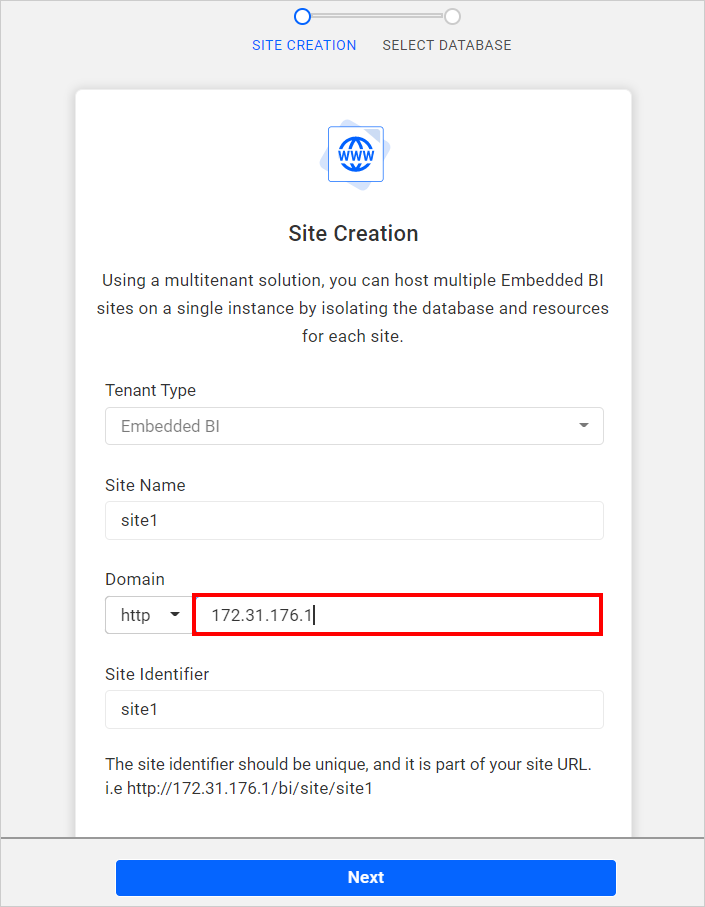 SITE CREATION SELECT DATABASE
WWW
Site Creation
Using a multitenant solution, you can host multiple Embedded BI
sites on a single instance by isolating the database and resources
for each site.
Tenant Type
Embedded BI
Site Name
site1
Domain
http 172.31.176.1
Site Identifier
site1
The site identifier should be unique, and it is part of your site URL.
i.e http://172.31.176.1/bi/site/site1
Next